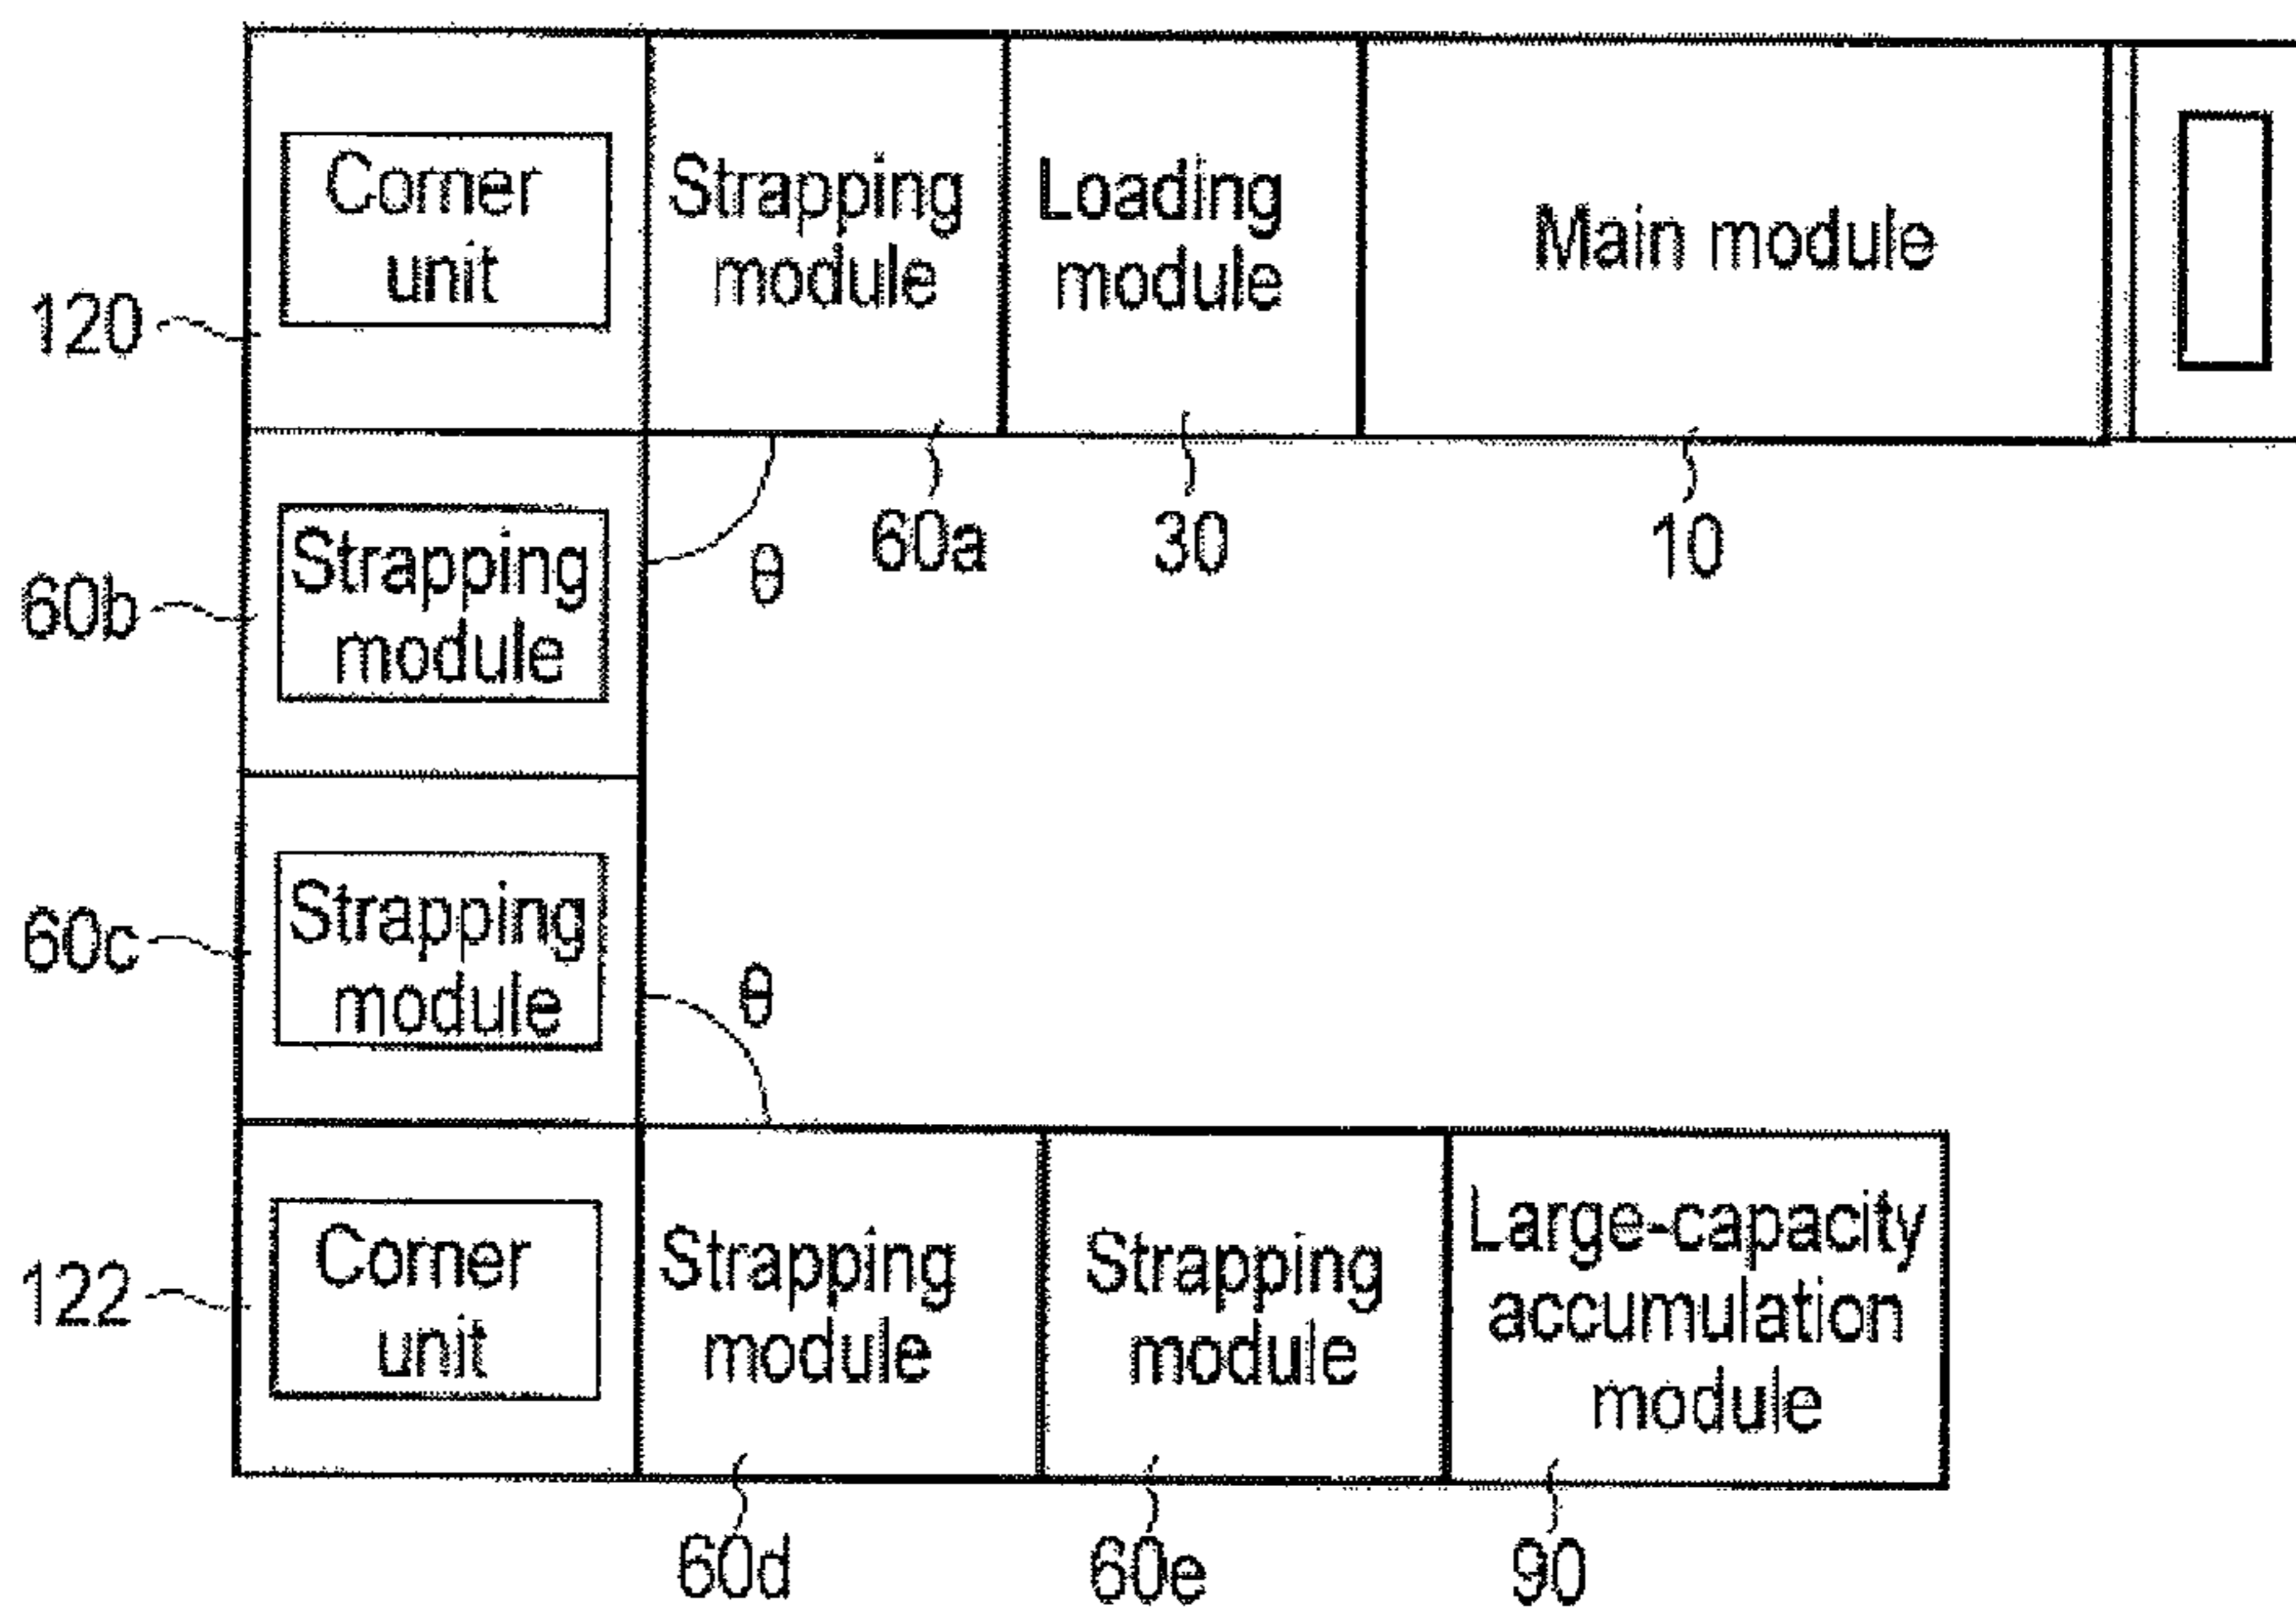 Corner
unit
Strapping
module
Loading
module
Main module
120
60a
30
10
θ
Strapping
module
60b
Strapping
module
60c
θ
Corner
unit
122
Strapping
module
Strapping
module
Large-capacity
accumulation
module
60d
60e
90